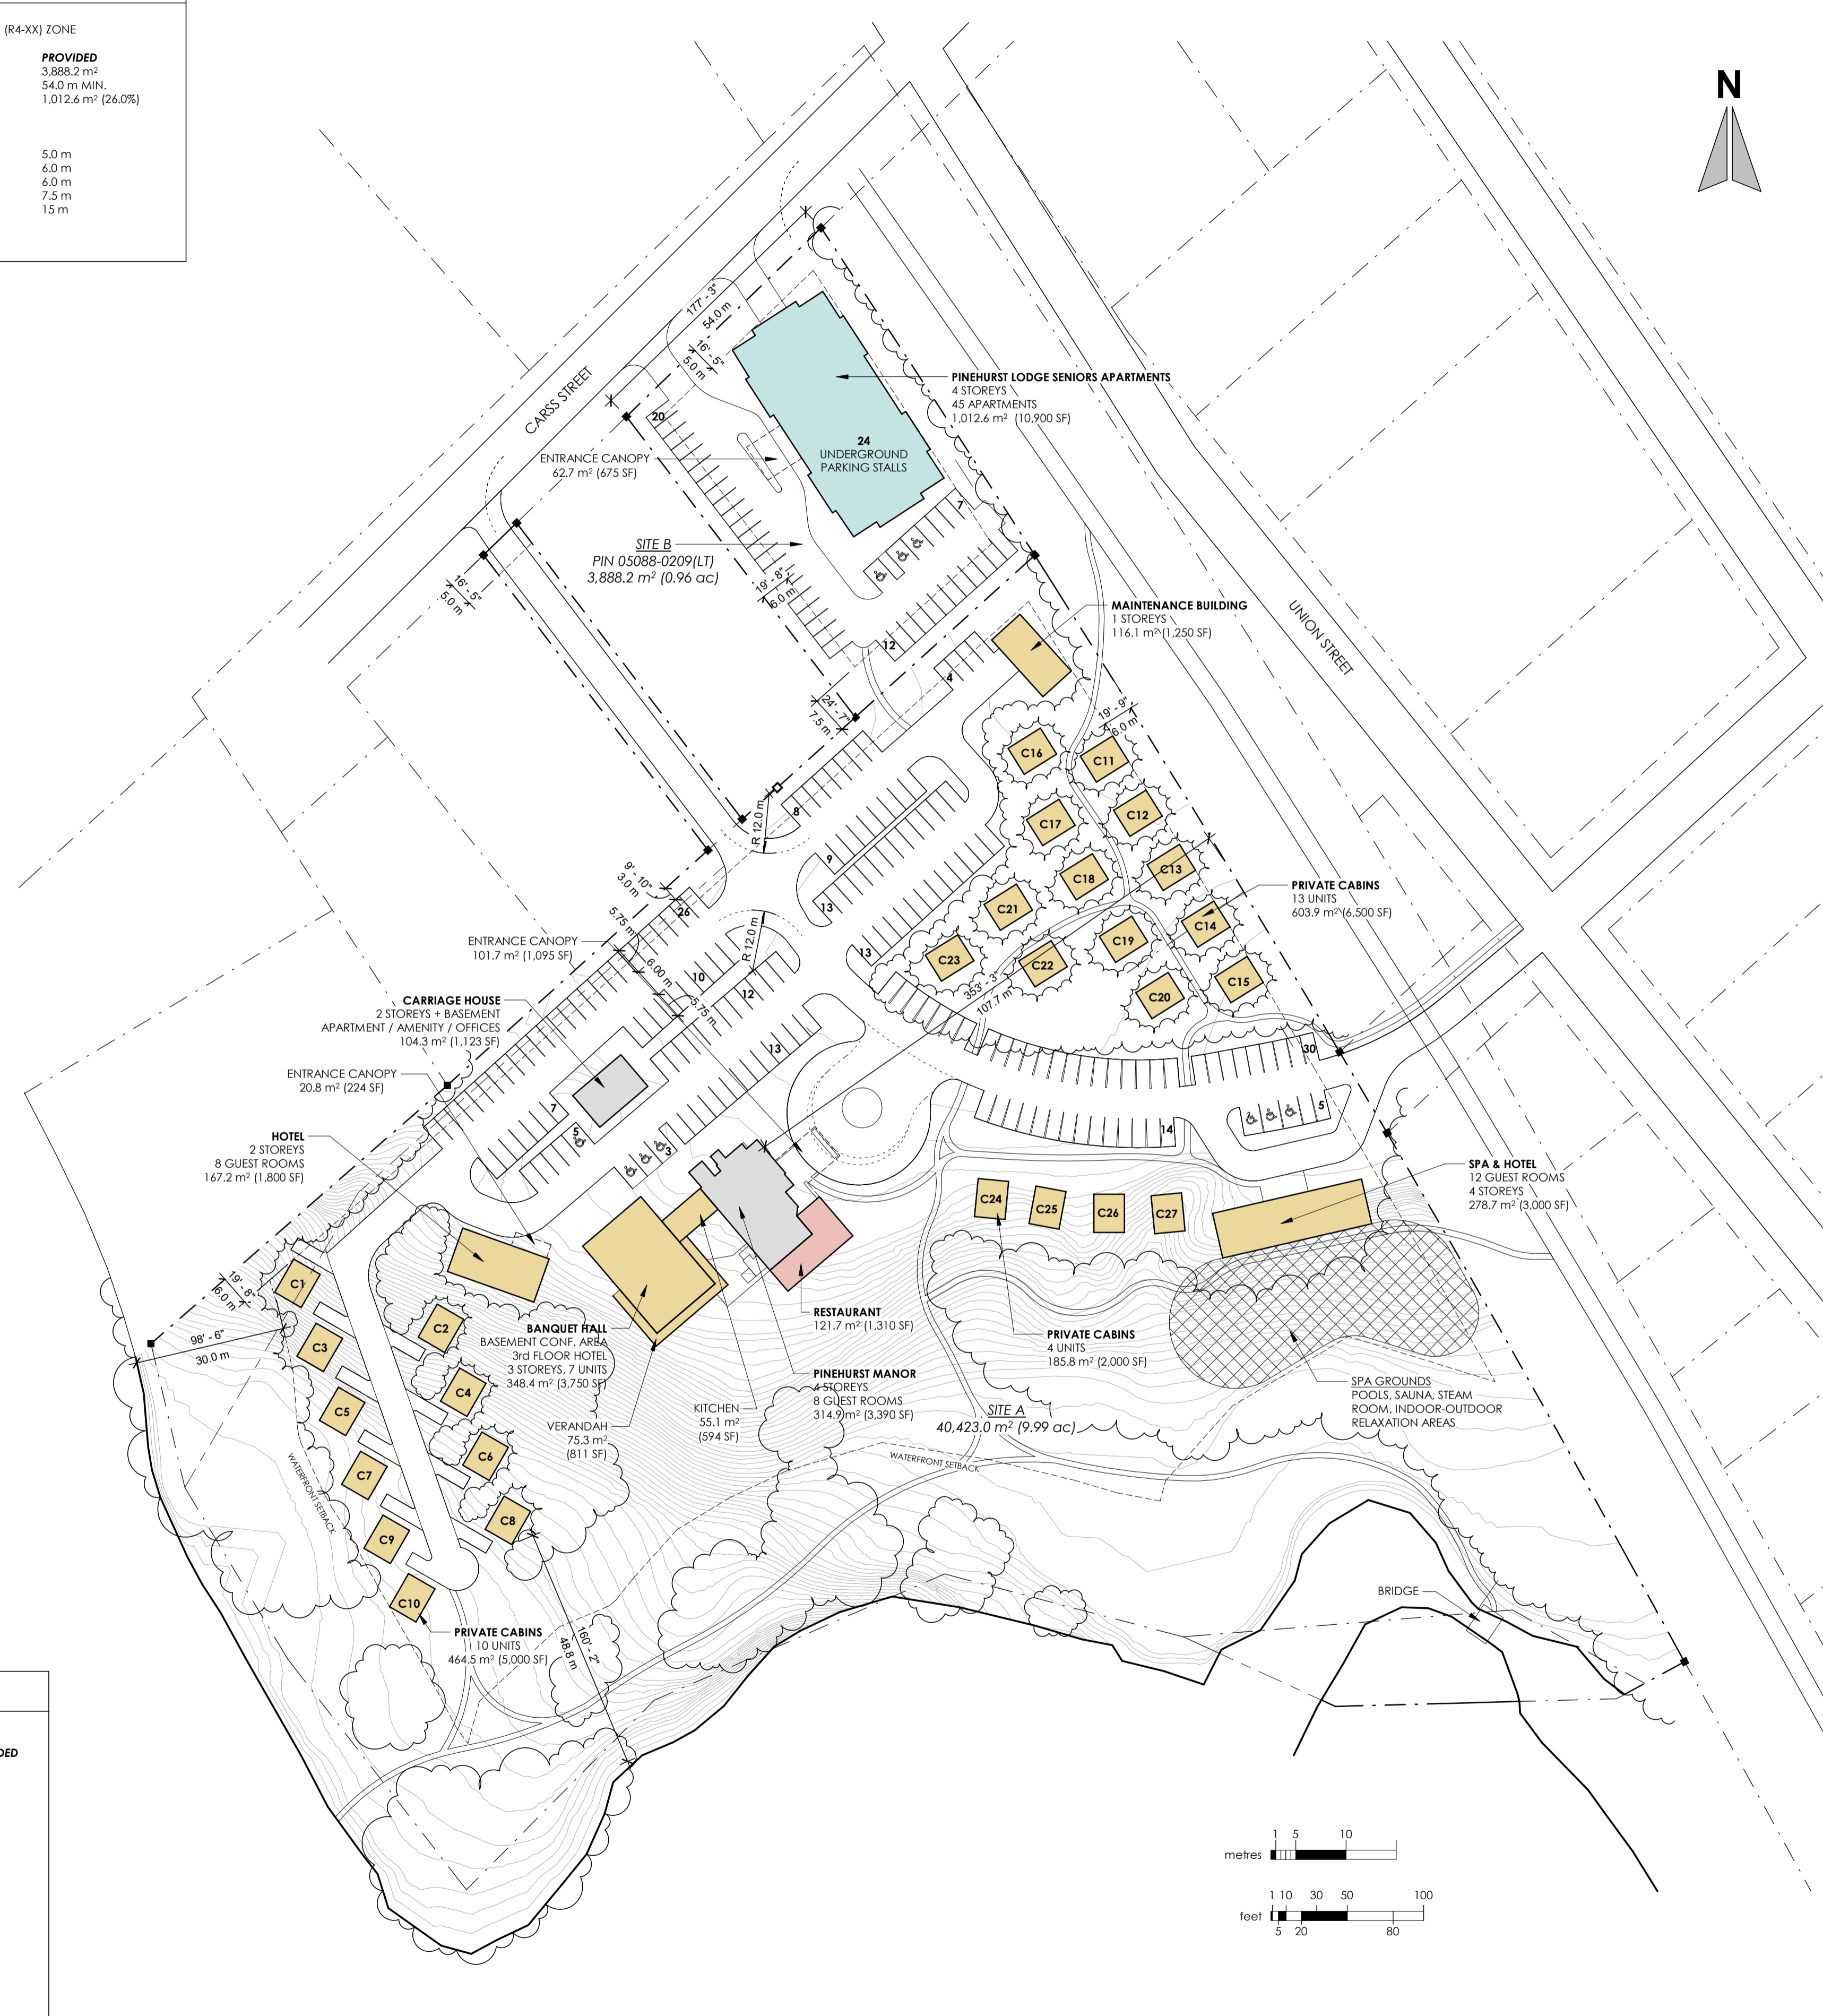 (R4-XX) ZONE
PROVIDED
3,888.2 m²
54.0 m MIN.
1,012.6 m² (26.0%)
5.0 m
6.0 m
6.0 m
7.5 m
15 m
N
177' - 3"
54.0 m
16' - 5"
5.0 m
CARSS STREET
20
PINEHURST LODGE SENIORS APARTMENTS
4 STOREYS
45 APARTMENTS
1,012.6 m² (10,900 SF)
24
UNDERGROUND
PARKING STALLS
ENTRANCE CANOPY
62.7 m² (675 SF)
7
SITE B
PIN 05088-0209(LT)
3,888.2 m² (0.96 ac)
16' - 5"
5.0 m
19' - 8"
6.0 m
12
4
MAINTENANCE BUILDING
1 STOREYS
116.1 m² (1,250 SF)
UNION STREET
24' - 7"
7.5 m
19' - 9"
6.0 m
C16
C11
C17
C12
C18
C13
C21
C14
C19
C23
C22
C15
C20
R 12.0 m
8
9
13
13
PRIVATE CABINS
13 UNITS
603.9 m² (6,500 SF)
9' - 10"
3.0 m
26
5.75 m
6.00 m
5.75 m
R 12.0 m
10
12
353' - 3"
107.7 m
ENTRANCE CANOPY
101.7 m² (1,095 SF)
CARRIAGE HOUSE
2 STOREYS + BASEMENT
APARTMENT / AMENITY / OFFICES
104.3 m² (1,123 SF)
ENTRANCE CANOPY
20.8 m² (224 SF)
13
30
7
5
3
14
5
HOTEL
2 STOREYS
8 GUEST ROOMS
167.2 m² (1,800 SF)
SPA & HOTEL
12 GUEST ROOMS
4 STOREYS
278.7 m² (3,000 SF)
C24
C25
C26
C27
C1
C2
C3
C4
C5
C6
C7
C8
C9
C10
19' - 8"
6.0 m
98' - 6"
30.0 m
WATERFRONT SETBACK
BANQUET HALL
BASEMENT CONF. AREA
3rd FLOOR HOTEL
3 STOREYS, 7 UNITS
348.4 m² (3,750 SF)
VERANDAH
75.3 m²
(811 SF)
KITCHEN
55.1 m²
(594 SF)
RESTAURANT
121.7 m² (1,310 SF)
PINEHURST MANOR
4 STOREYS
8 GUEST ROOMS
314.9 m² (3,390 SF)
PRIVATE CABINS
4 UNITS
185.8 m² (2,000 SF)
SITE A
40,423.0 m² (9.99 ac)
WATERFRONT SETBACK
SPA GROUNDS
POOLS, SAUNA, STEAM
ROOM, INDOOR-OUTDOOR
RELAXATION AREAS
PRIVATE CABINS
10 UNITS
464.5 m² (5,000 SF)
160' - 2"
48.8 m
BRIDGE
metres
1 5 10
feet
1 10 30 50 100
5 20 80